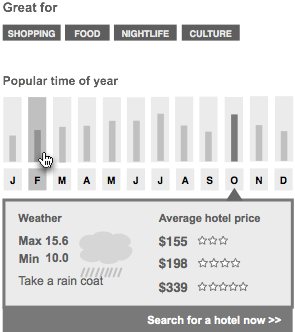 Great for
SHOPPING FOOD NIGHTLIFE CULTURE
Popular time of year
J F M A M J J A S O N D
Weather
Max 15.6
Min 10.0
Take a rain coat
Average hotel price
$155
$198
$339
Search for a hotel now >>